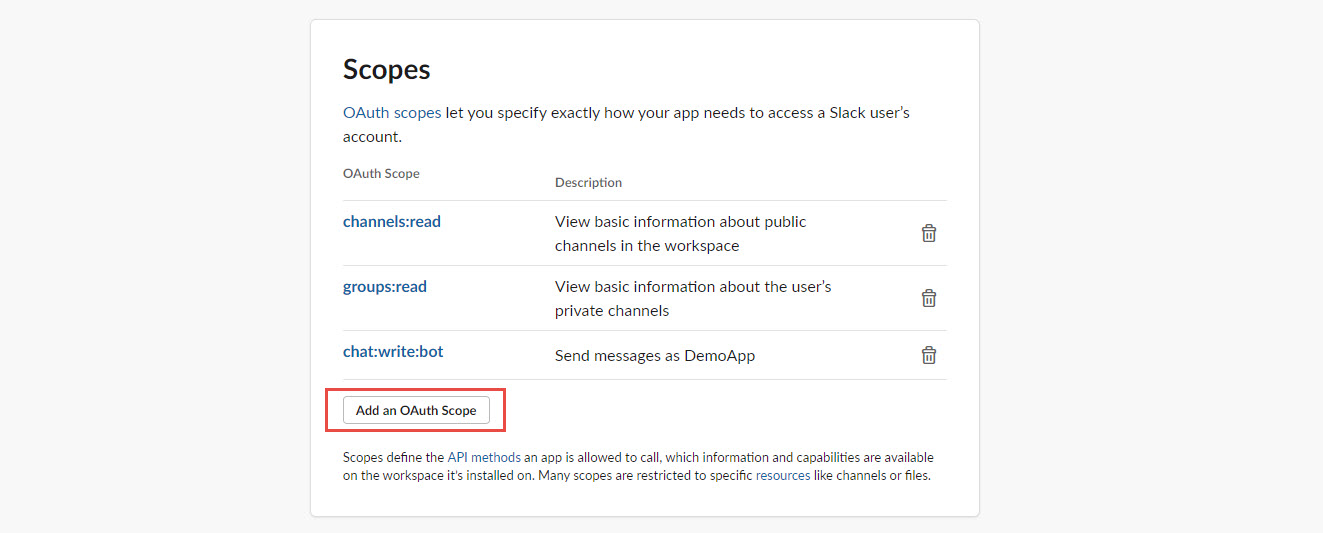 Scopes
OAuth scopes let you specify exactly how your app needs to access a Slack user’s
account.
OAuth Scope
Description
channels:read
View basic information about public
channels in the workspace
groups:read
View basic information about the user’s
private channels
chat:write:bot
Send messages as DemoApp
Add an OAuth Scope
Scopes define the API methods an app is allowed to call, which information and capabilities are available
on the workspace it's installed on. Many scopes are restricted to specific resources like channels or files.